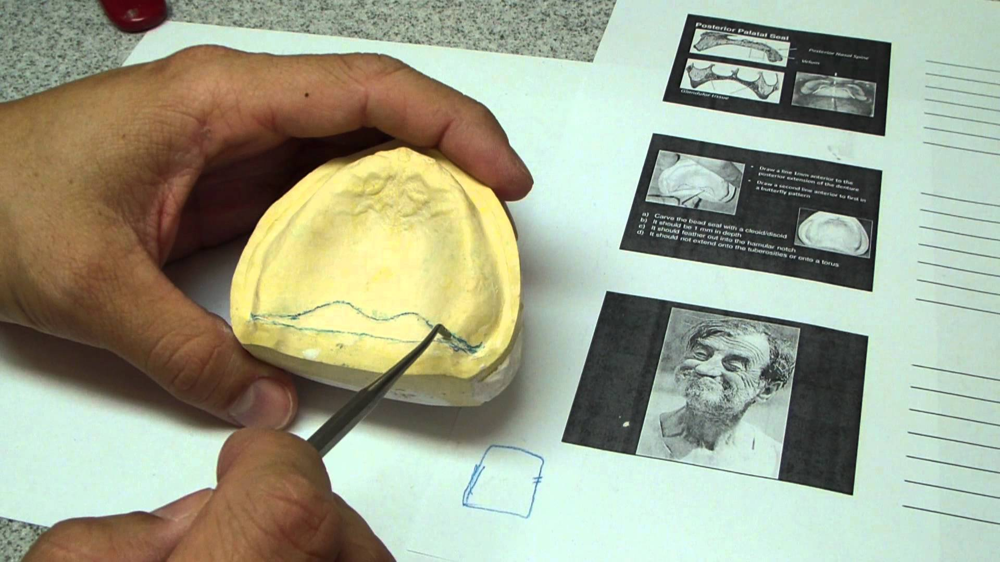 Posterior Palatal Seal
Posterior Nasal Spine
Velum
Glandular tissue
- Draw a line 1mm anterior to the
posterior extension of the denture
- Draw a second line anterior to first in
a butterfly pattern
a) Carve the bead seal with a cleoid/disoid
b) It should be 1 mm in depth
c) It should feather out into the hamular notch
d) It should not extend onto the tuberosities or onto a torus